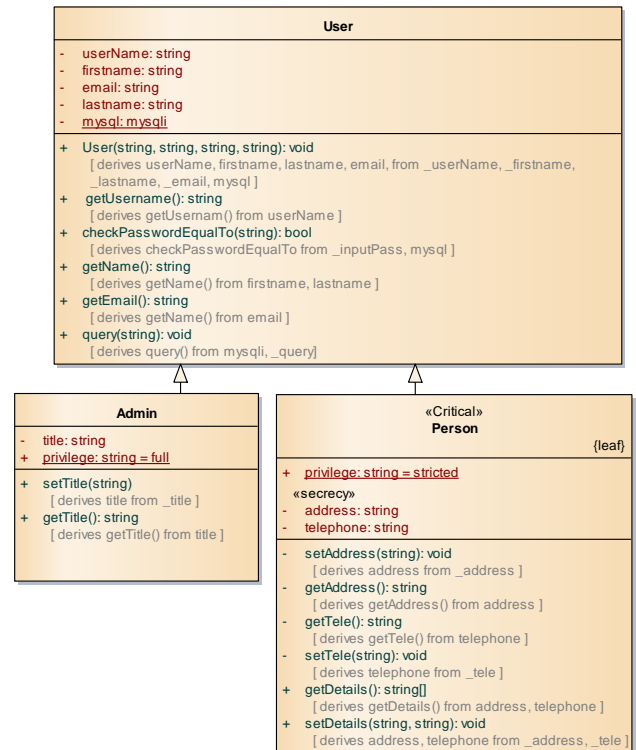 User
- userName: string
- firstname: string
- email: string
- lastname: string
- mysql: mysqli
+ User(string, string, string, string): void
[ derives userName, firstname, lastname, email, from _userName, _firstname,
_lastname, _email, mysql ]
+ getUsername(): string
[ derives getUsernam() from userName ]
+ checkPasswordEqualTo(string): bool
[ derives checkPasswordEqualTo from _inputPass, mysql ]
+ getName(): string
[ derives getName() from firstname, lastname ]
+ getEmail(): string
[ derives getName() from email ]
+ query(string): void
[ derives query() from mysqli, _query]
Admin
- title: string
+ privilege: string = full
+ setTitle(string)
[ derives title from _title ]
+ getTitle(): string
[ derives getTitle() from title ]
«Critical»
Person
{leaf}
+ privilege: string = stricted
«secrecy»
- address: string
- telephone: string
- setAddress(string): void
[ derives address from _address ]
- getAddress(): string
[ derives getAddress() from address ]
- getTele(): string
[ derives getTele() from telephone ]
- setTele(string): void
[ derives telephone from _tele ]
+ getDetails(): string[]
[ derives getDetails() from address, telephone ]
+ setDetails(string, string): void
[ derives address, telephone from _address, _tele ]